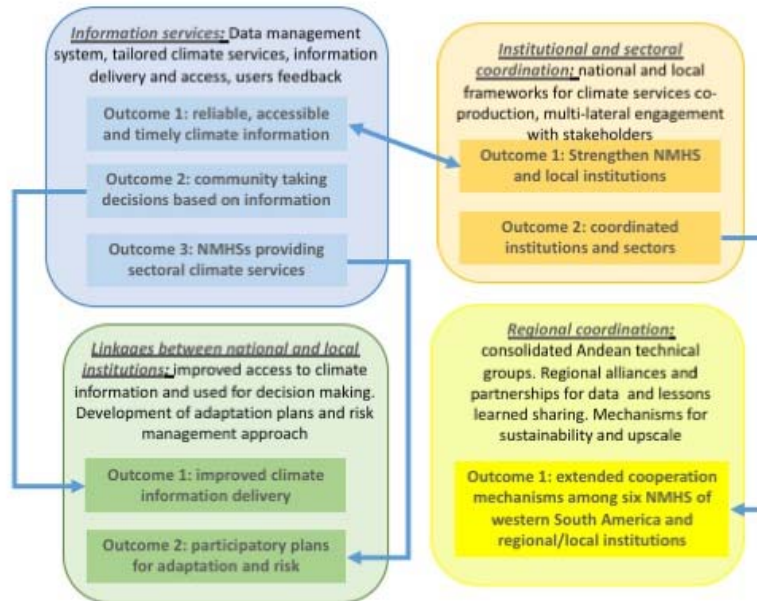 Information services; Data management
system, tailored climate services, information
delivery and access, users feedback
Outcome 1: reliable, accessible
and timely climate information
Outcome 2: community taking
decisions based on information
Outcome 3: NMHSs providing
sectoral climate services
Institutional and sectoral
coordination; national and local
frameworks for climate services co-
production, multi-lateral engagement
with stakeholders
Outcome 1: Strengthen NMHS
and local institutions
Outcome 2: coordinated
institutions and sectors
Linkages between national and local
institutions; improved access to climate
information and used for decision making.
Development of adaptation plans and risk
management approach
Outcome 1: improved climate
information delivery
Outcome 2: participatory plans
for adaptation and risk
Regional coordination;
consolidated Andean technical
groups. Regional alliances and
partnerships for data and lessons
learned sharing. Mechanisms for
sustainability and upscale
Outcome 1: extended cooperation
mechanisms among six NMHS of
western South America and
regional/local institutions